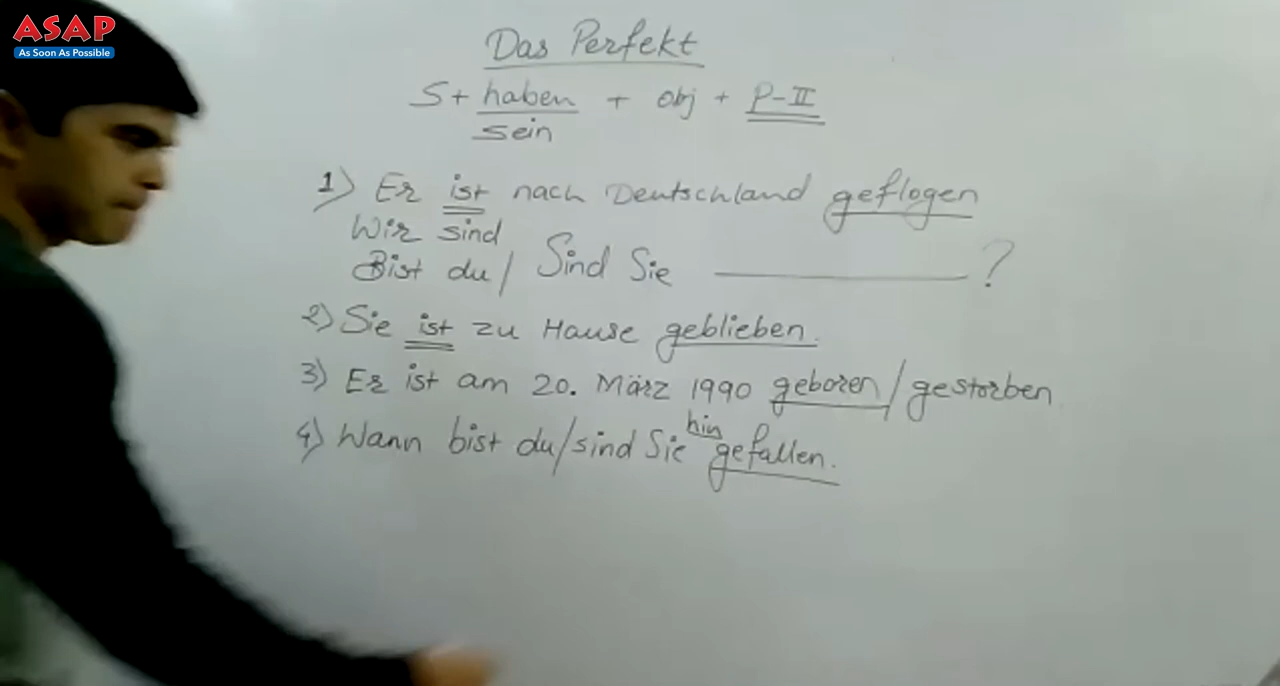 ASAP
As Soon As Possible
Das Perfekt
S + haben + obj + P-II
sein
1) Er ist nach Deutschland geflogen
Wir sind
Bist du / Sind Sie ________ ?
2) Sie ist zu Hause geblieben.
3) Er ist am 20. März 1990 geboren / gestorben
hin
4) Wann bist du/sind Sie gefallen.